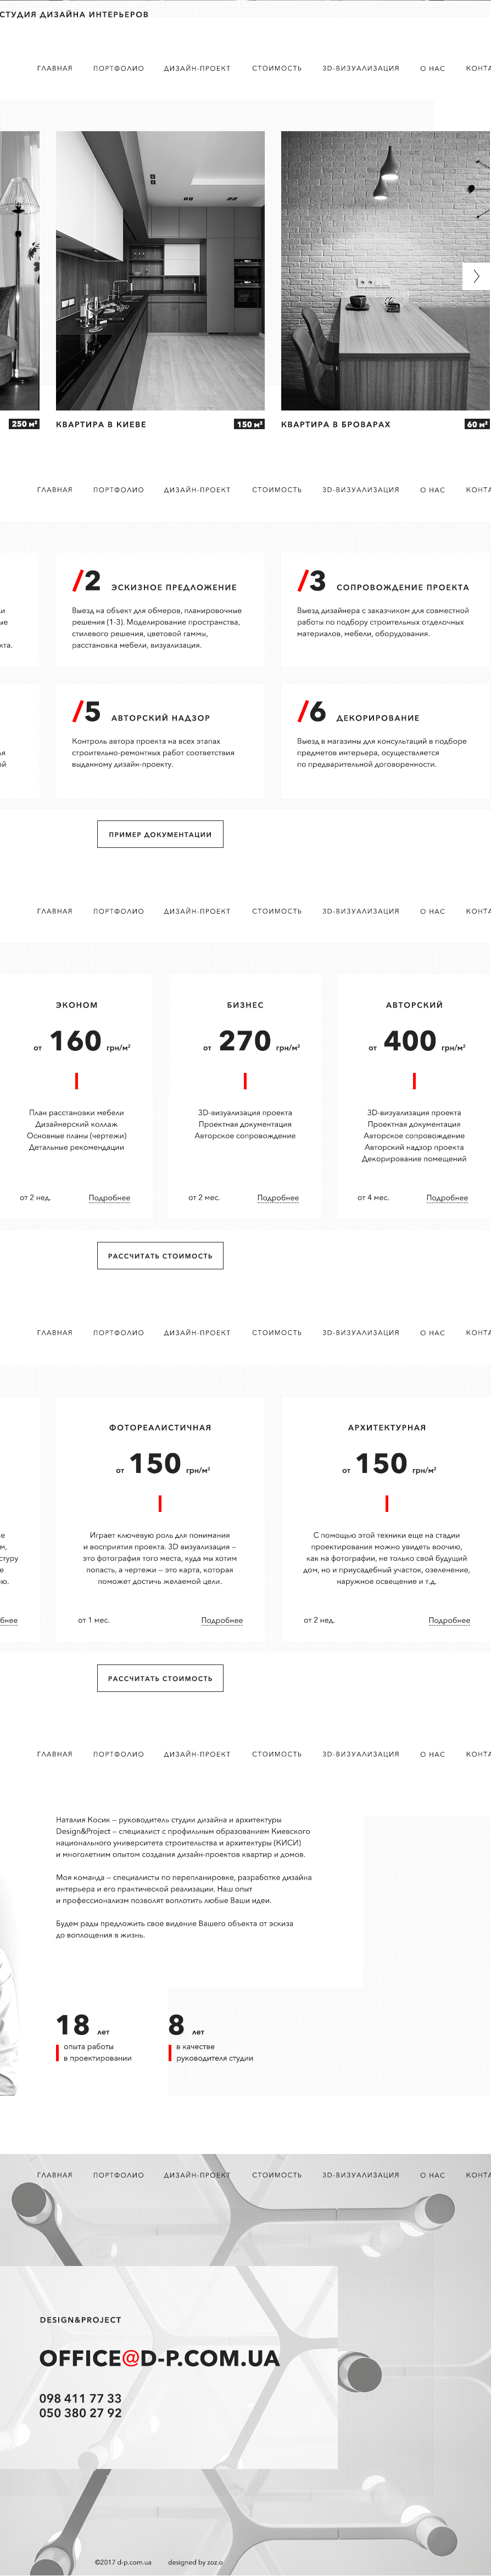 СТУДИЯ ДИЗАЙНА ИНТЕРЬЕРОВ
ГЛАВНАЯ ПОРТФОЛИО ДИЗАЙН-ПРОЕКТ СТОИМОСТЬ 3D-ВИЗУАЛИЗАЦИЯ О НАС КОНТА
250 м²
КВАРТИРА В КИЕВЕ 150 м²
КВАРТИРА В БРОВАРАХ 60 м²
ГЛАВНАЯ ПОРТФОЛИО ДИЗАЙН-ПРОЕКТ СТОИМОСТЬ 3D-ВИЗУАЛИЗАЦИЯ О НАС КОНТА
/2 ЭСКИЗНОЕ ПРЕДЛОЖЕНИЕ
Выезд на объект для обмеров, планировочные
решения (1-3). Моделирование пространства,
стилевого решения, цветовой гаммы,
расстановка мебели, визуализация.
/3 СОПРОВОЖДЕНИЕ ПРОЕКТА
Выезд дизайнера с заказчиком для совместной
работы по подбору строительных отделочных
материалов, мебели, оборудования.
/5 АВТОРСКИЙ НАДЗОР
Контроль автора проекта на всех этапах
строительно-ремонтных работ соответствия
выданному дизайн-проекту.
/6 ДЕКОРИРОВАНИЕ
Выезд в магазины для консультаций в подборе
предметов интерьера, осуществляется
по предварительной договоренности.
ПРИМЕР ДОКУМЕНТАЦИИ
ГЛАВНАЯ ПОРТФОЛИО ДИЗАЙН-ПРОЕКТ СТОИМОСТЬ 3D-ВИЗУАЛИЗАЦИЯ О НАС КОНТА
ЭКОНОМ
от 160 грн/м²
План расстановки мебели
Дизайнерский коллаж
Основные планы (чертежи)
Детальные рекомендации
от 2 нед. Подробнее
БИЗНЕС
от 270 грн/м²
3D-визуализация проекта
Проектная документация
Авторское сопровождение
от 2 мес. Подробнее
АВТОРСКИЙ
от 400 грн/м²
3D-визуализация проекта
Проектная документация
Авторское сопровождение
Авторский надзор проекта
Декорирование помещений
от 4 мес. Подробнее
РАССЧИТАТЬ СТОИМОСТЬ
ГЛАВНАЯ ПОРТФОЛИО ДИЗАЙН-ПРОЕКТ СТОИМОСТЬ 3D-ВИЗУАЛИЗАЦИЯ О НАС КОНТА
ФОТОРЕАЛИСТИЧНАЯ
от 150 грн/м²
Играет ключевую роль для понимания
и восприятия проекта. 3D визуализация –
это фотография того места, куда мы хотим
попасть, а чертежи – это карта, которая
поможет достичь желаемой цели.
от 1 мес. Подробнее
АРХИТЕКТУРНАЯ
от 150 грн/м²
С помощью этой техники еще на стадии
проектирования можно увидеть воочию,
как на фотографии, не только свой будущий
дом, но и приусадебный участок, озеленение,
наружное освещение и т.д.
от 2 нед. Подробнее
РАССЧИТАТЬ СТОИМОСТЬ
ГЛАВНАЯ ПОРТФОЛИО ДИЗАЙН-ПРОЕКТ СТОИМОСТЬ 3D-ВИЗУАЛИЗАЦИЯ О НАС КОНТА
Наталия Косик – руководитель студии дизайна и архитектуры
Design&Project – специалист с профильным образованием Киевского
национального университета строительства и архитектуры (КИСИ)
и многолетним опытом создания дизайн-проектов квартир и домов.
Моя команда – специалисты по перепланировке, разработке дизайна
интерьера и его практической реализации. Наш опыт
и профессионализм позволят воплотить любые Ваши идеи.
Будем рады предложить свое видение Вашего объекта от эскиза
до воплощения в жизнь.
18 лет
опыта работы
в проектировании
8 лет
в качестве
руководителя студии
ГЛАВНАЯ ПОРТФОЛИО ДИЗАЙН-ПРОЕКТ СТОИМОСТЬ 3D-ВИЗУАЛИЗАЦИЯ О НАС КОНТА
DESIGN&PROJECT
OFFICE@D-P.COM.UA
098 411 77 33
050 380 27 92
©2017 d-p.com.ua designed by zoz.o